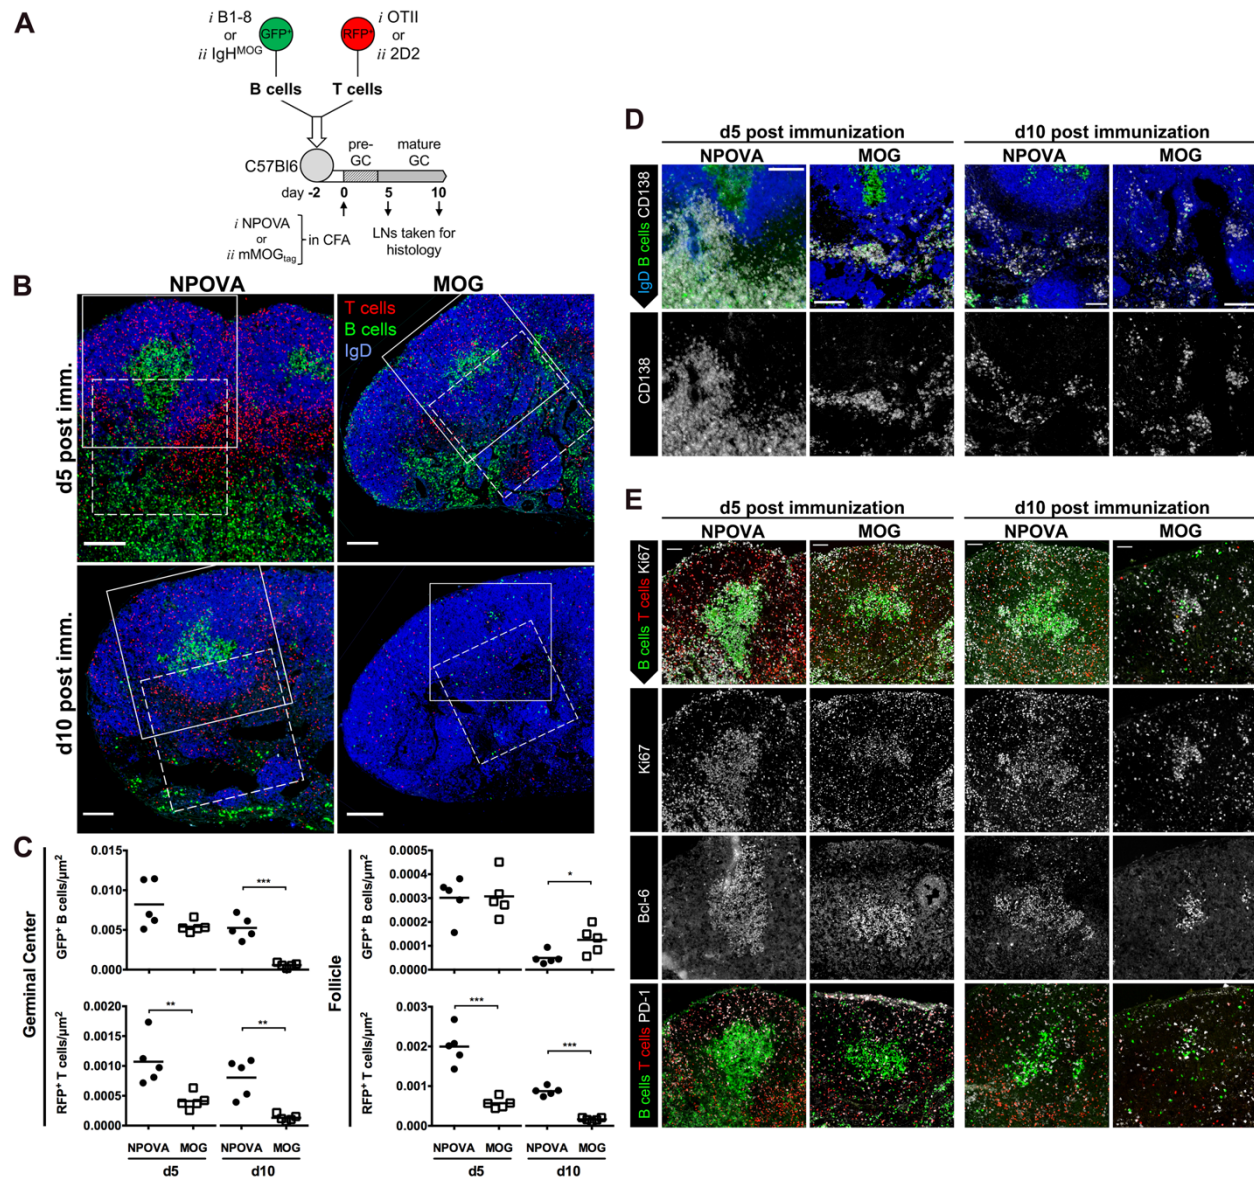 A
i B1-8
or
ii IgH^MOG
GFP⁺
RFP⁺
i OTII
or
ii 2D2
B cells
T cells
C57Bl6
pre-
GC
mature
GC
day -2 0 5 10
i NPOVA
or
ii mMOG_tag
in CFA
LNs taken for
histology
B
NPOVA
MOG
T cells
B cells
IgD
d5 post imm.
d10 post imm.
C
Germinal Center
GFP⁺ B cells/µm²
0.015
0.010
0.005
0.000
***
RFP⁺ T cells/µm²
0.0020
0.0015
0.0010
0.0005
0.0000
**
**
NPOVA MOG NPOVA MOG
d5 d10
Follicle
GFP⁺ B cells/µm²
0.0005
0.0004
0.0003
0.0002
0.0001
0.0000
*
RFP⁺ T cells/µm²
0.003
0.002
0.001
0.000
***
***
NPOVA MOG NPOVA MOG
d5 d10
D
d5 post immunization
d10 post immunization
NPOVA MOG NPOVA MOG
IgD B cells CD138
CD138
E
d5 post immunization
d10 post immunization
NPOVA MOG NPOVA MOG
B cells T cells Ki67
Ki67
Bcl-6
B cells T cells PD-1